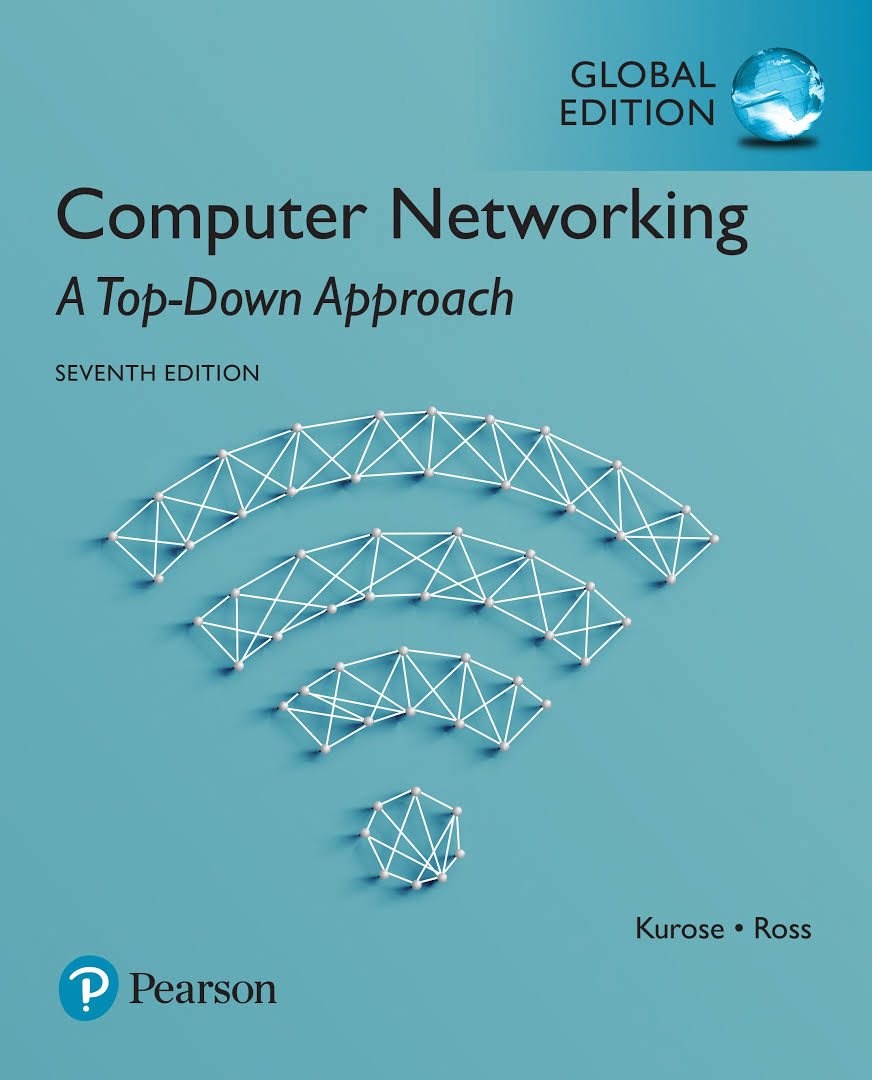 GLOBAL
EDITION
Computer Networking
A Top-Down Approach
SEVENTH EDITION
Kurose • Ross
Pearson